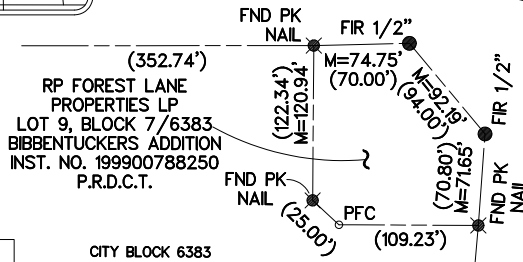 FND PK
NAIL
FIR 1/2"
(352.74')
M=74.75'
(70.00')
M=92.19'
(94.00')
FIR 1/2"
(122.34')
M=120.94'
RP FOREST LANE
PROPERTIES LP
LOT 9, BLOCK 7/6383
BIBBENTUCKERS ADDITION
INST. NO. 199900788250
P.R.D.C.T.
(70.80')
M=71.65'
FND PK
NAIL
FND PK
NAIL
(25.00')
PFC
(109.23')
CITY BLOCK 6383